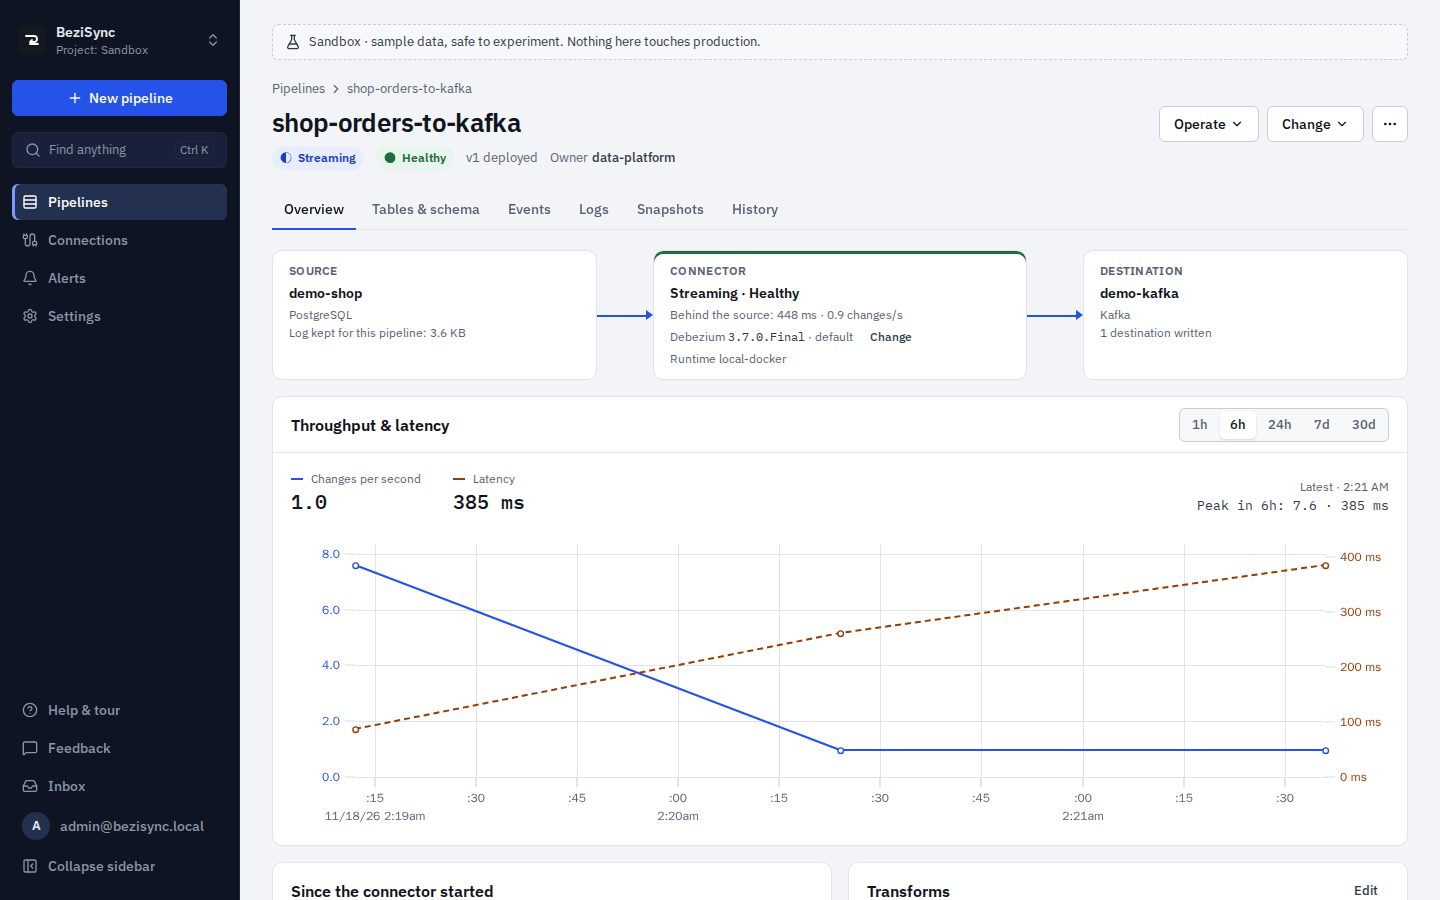 BeziSync
Project: Sandbox
New pipeline
Find anything
Ctrl K
Pipelines
Connections
Alerts
Settings
Help & tour
Feedback
Inbox
A
admin@bezisync.local
Collapse sidebar
Sandbox · sample data, safe to experiment. Nothing here touches production.
Pipelines > shop-orders-to-kafka
shop-orders-to-kafka
Operate
Change
···
Streaming
Healthy
v1 deployed
Owner data-platform
Overview
Tables & schema
Events
Logs
Snapshots
History
SOURCE
demo-shop
PostgreSQL
Log kept for this pipeline: 3.6 KB
CONNECTOR
Streaming · Healthy
Behind the source: 448 ms · 0.9 changes/s
Debezium 3.7.0.Final · default Change
Runtime local-docker
DESTINATION
demo-kafka
Kafka
1 destination written
Throughput & latency
1h
6h
24h
7d
30d
Changes per second
1.0
Latency
385 ms
Latest · 2:21 AM
Peak in 6h: 7.6 · 385 ms
8.0
6.0
4.0
2.0
0.0
400 ms
300 ms
200 ms
100 ms
0 ms
:15 :30 :45 :00 :15 :30 :45 :00 :15 :30
11/18/26 2:19am 2:20am 2:21am
Since the connector started
Transforms
Edit